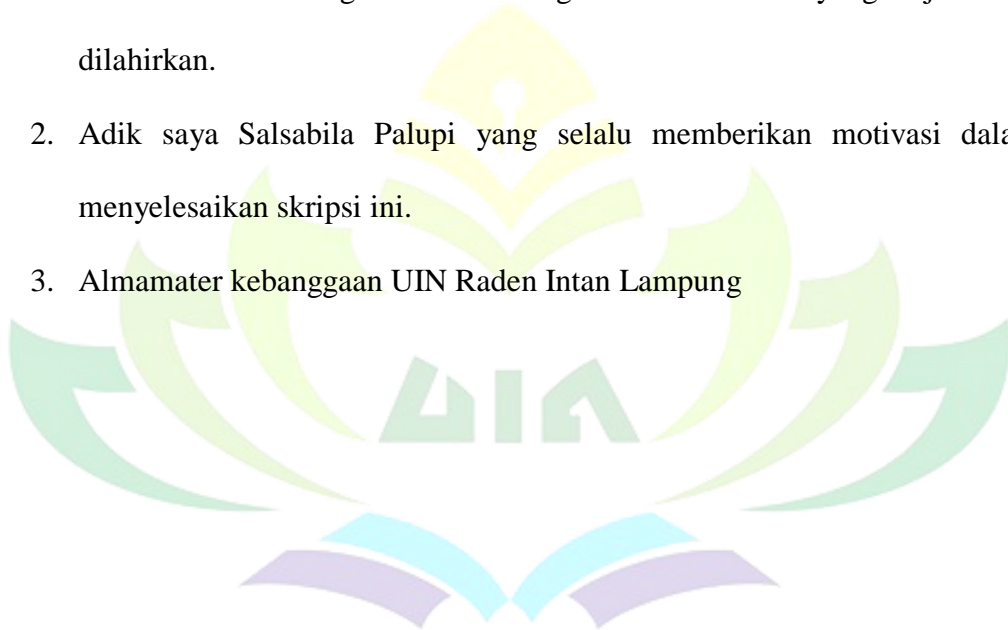 dilahirkan.
2. Adik saya Salsabila Palupi yang selalu memberikan motivasi
menyelesaikan skripsi ini.
3. Almamater kebanggaan UIN Raden Intan Lampung
UIN